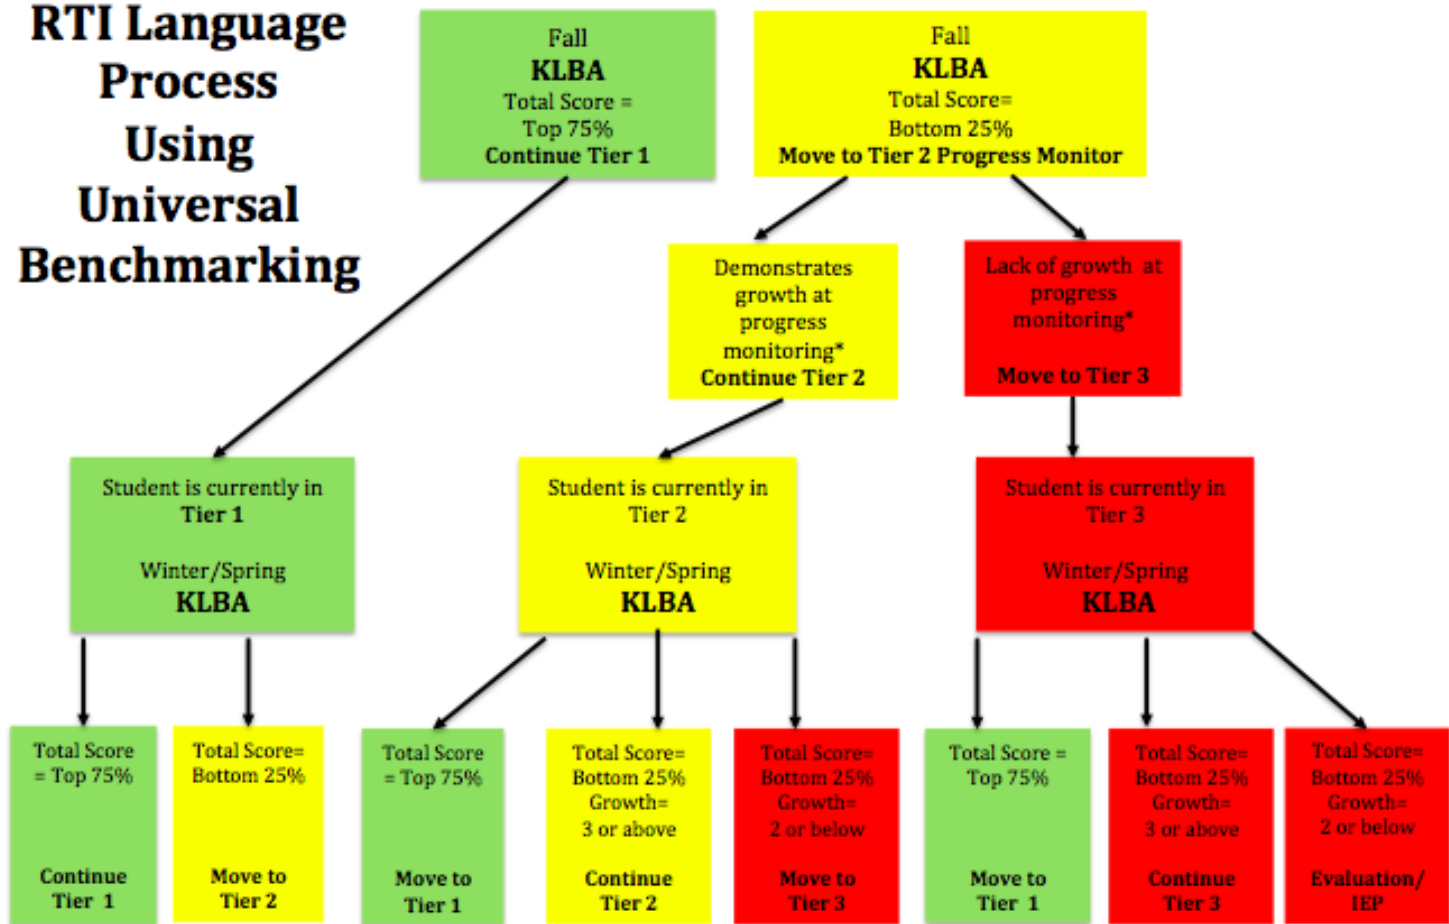 RTI Language
Process
Using
Universal
Benchmarking
Fall
KLBA
Total Score =
Top 75%
Continue Tier 1
Fall
KLBA
Total Score=
Bottom 25%
Move to Tier 2 Progress Monitor
Demonstrates
growth at
progress
monitoring*
Continue Tier 2
Lack of growth at
progress
monitoring*
Move to Tier 3
Student is currently in
Tier 1
Winter/Spring
KLBA
Student is currently in
Tier 2
Winter/Spring
KLBA
Student is currently in
Tier 3
Winter/Spring
KLBA
Total Score
= Top 75%
Continue
Tier 1
Total Score=
Bottom 25%
Move to
Tier 2
Total Score
= Top 75%
Move to
Tier 1
Total Score=
Bottom 25%
Growth=
3 or above
Continue
Tier 2
Total Score=
Bottom 25%
Growth=
2 or below
Move to
Tier 3
Total Score =
Top 75%
Move to
Tier 1
Total Score=
Bottom 25%
Growth=
3 or above
Continue
Tier 3
Total Score=
Bottom 25%
Growth=
2 or below
Evaluation/
IEP